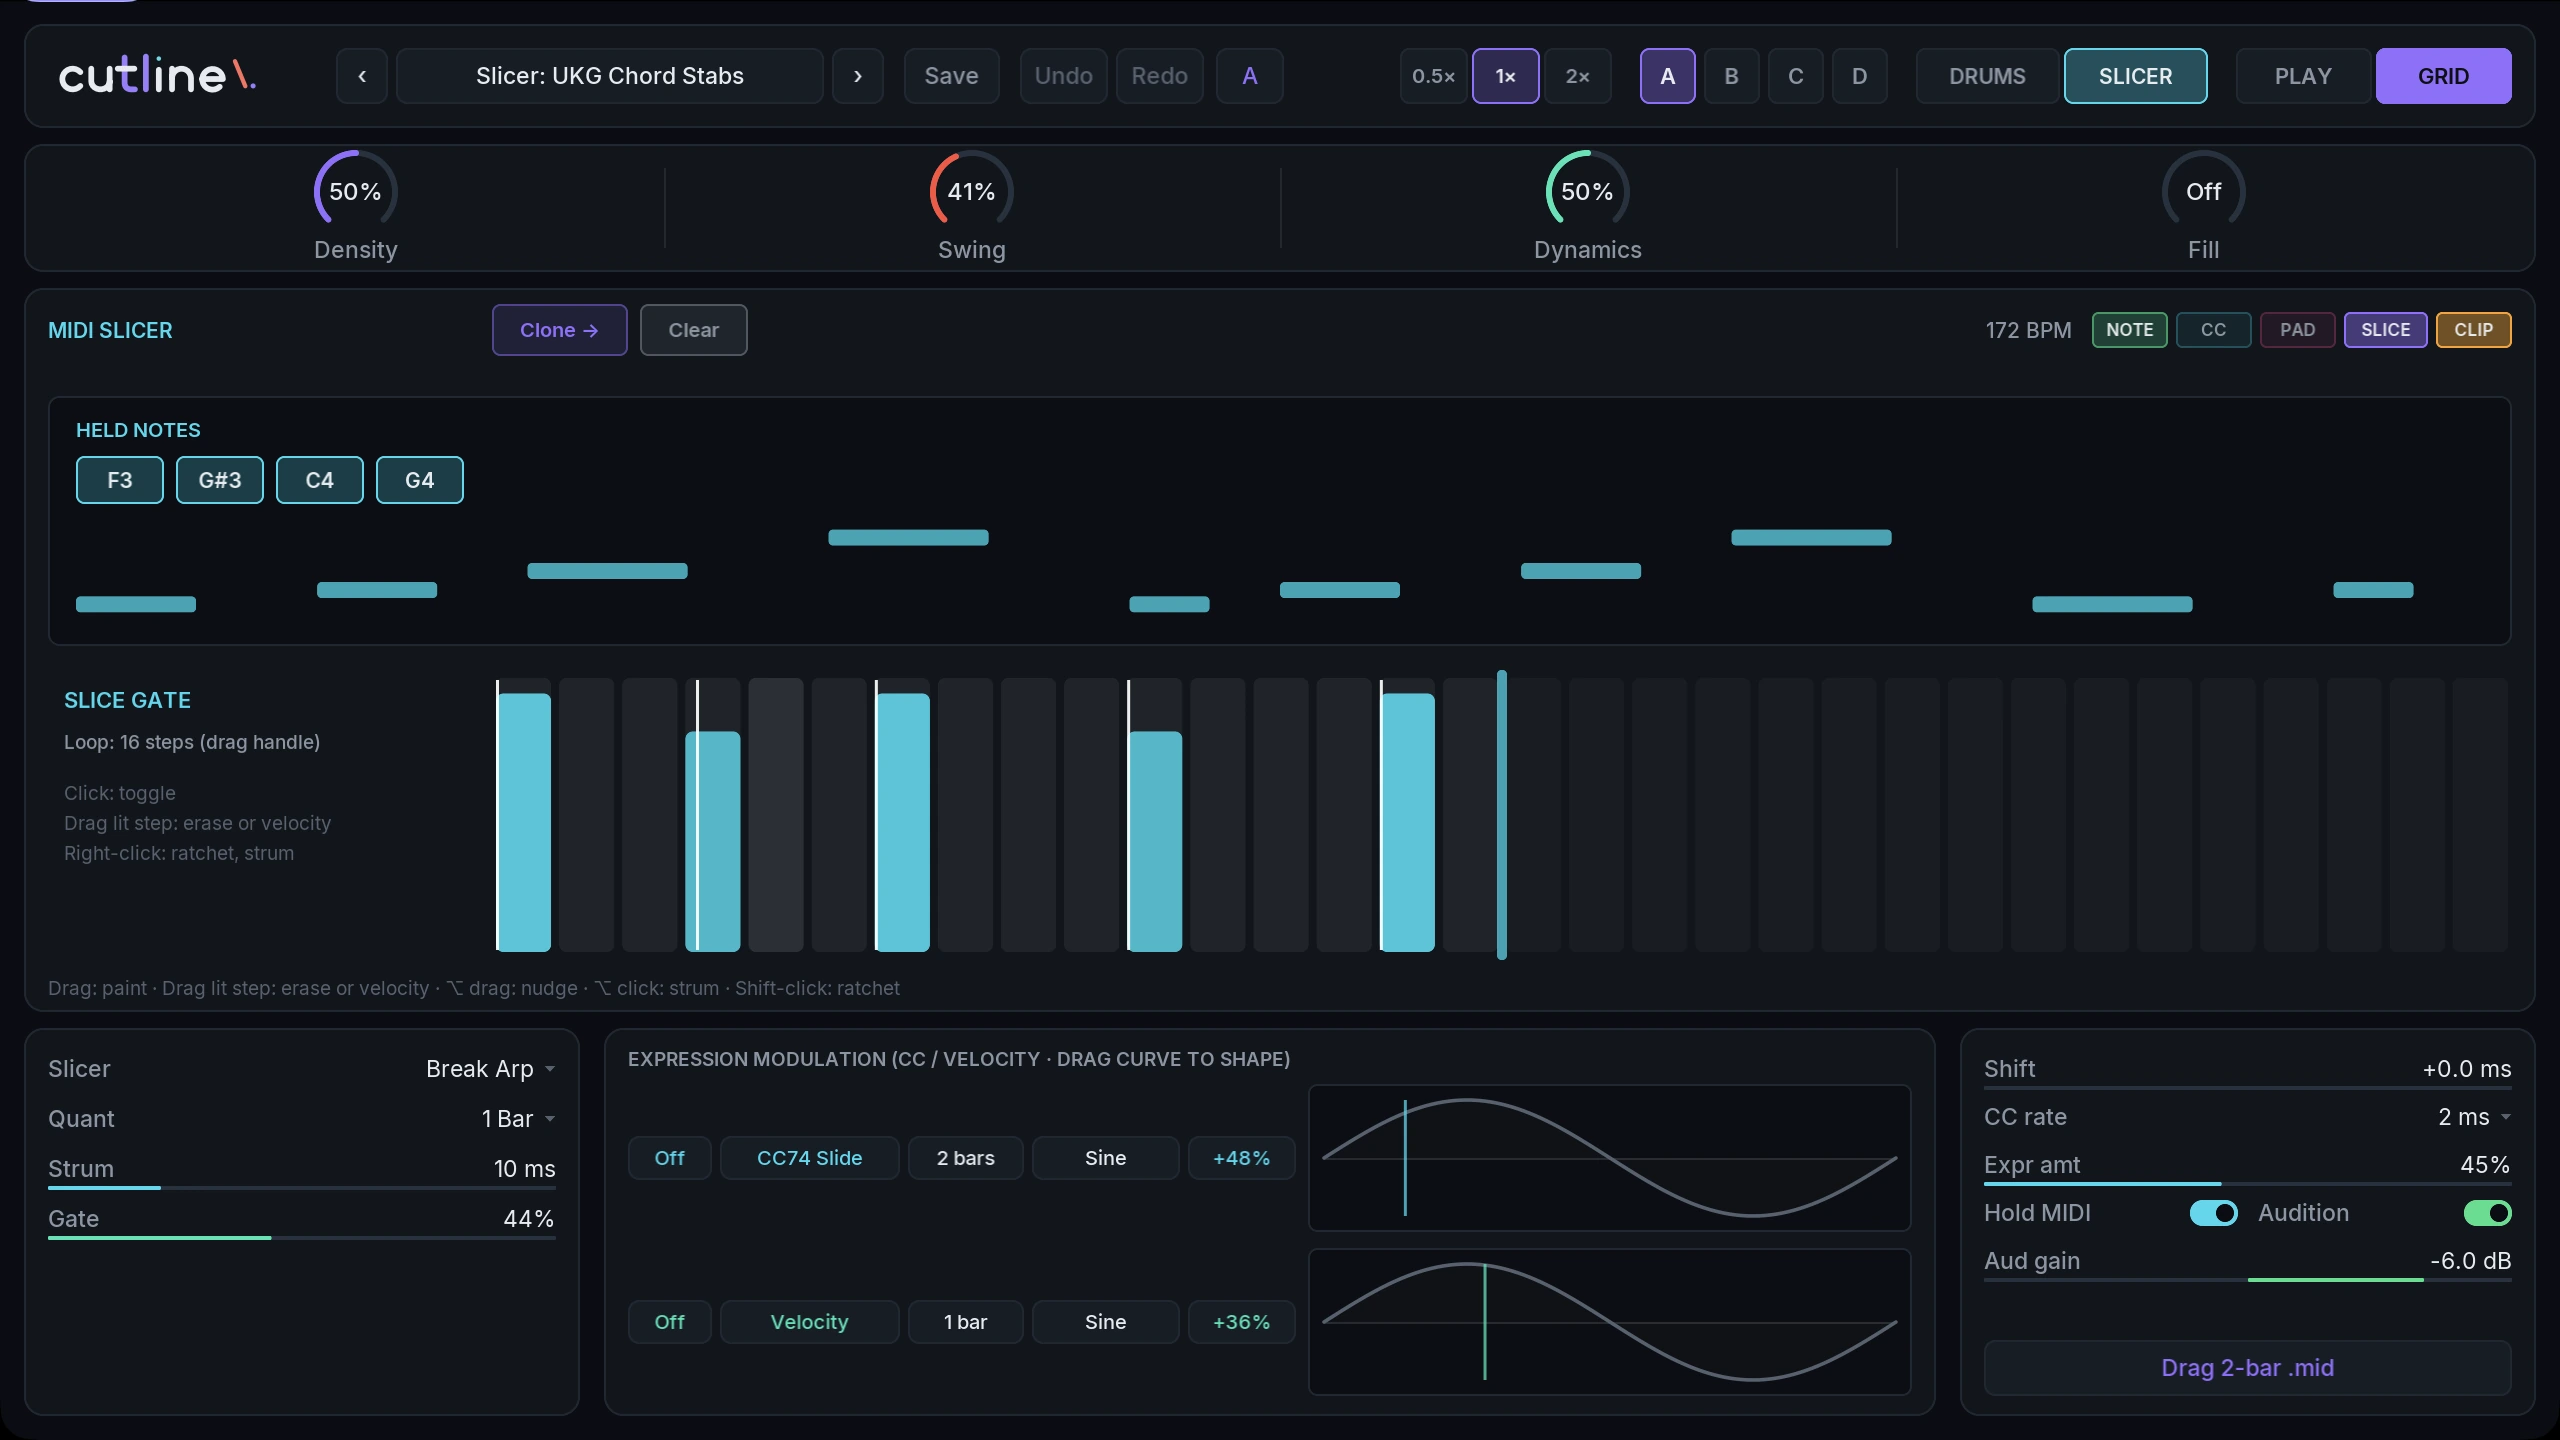 cutline
‹
Slicer: UKG Chord Stabs
›
Save
Undo
Redo
A
0.5×
1×
2×
A
B
C
D
DRUMS
SLICER
PLAY
GRID
50%
Density
41%
Swing
50%
Dynamics
Off
Fill
MIDI SLICER
Clone →
Clear
172 BPM
NOTE
CC
PAD
SLICE
CLIP
HELD NOTES
F3
G#3
C4
G4
SLICE GATE
Loop: 16 steps (drag handle)
Click: toggle
Drag lit step: erase or velocity
Right-click: ratchet, strum
Drag: paint · Drag lit step: erase or velocity · ⌥ drag: nudge · ⌥ click: strum · Shift-click: ratchet
Slicer
Break Arp
Quant
1 Bar
Strum
10 ms
Gate
44%
EXPRESSION MODULATION (CC / VELOCITY · DRAG CURVE TO SHAPE)
Off
CC74 Slide
2 bars
Sine
+48%
Off
Velocity
1 bar
Sine
+36%
Shift
+0.0 ms
CC rate
2 ms
Expr amt
45%
Hold MIDI
Audition
Aud gain
-6.0 dB
Drag 2-bar .mid